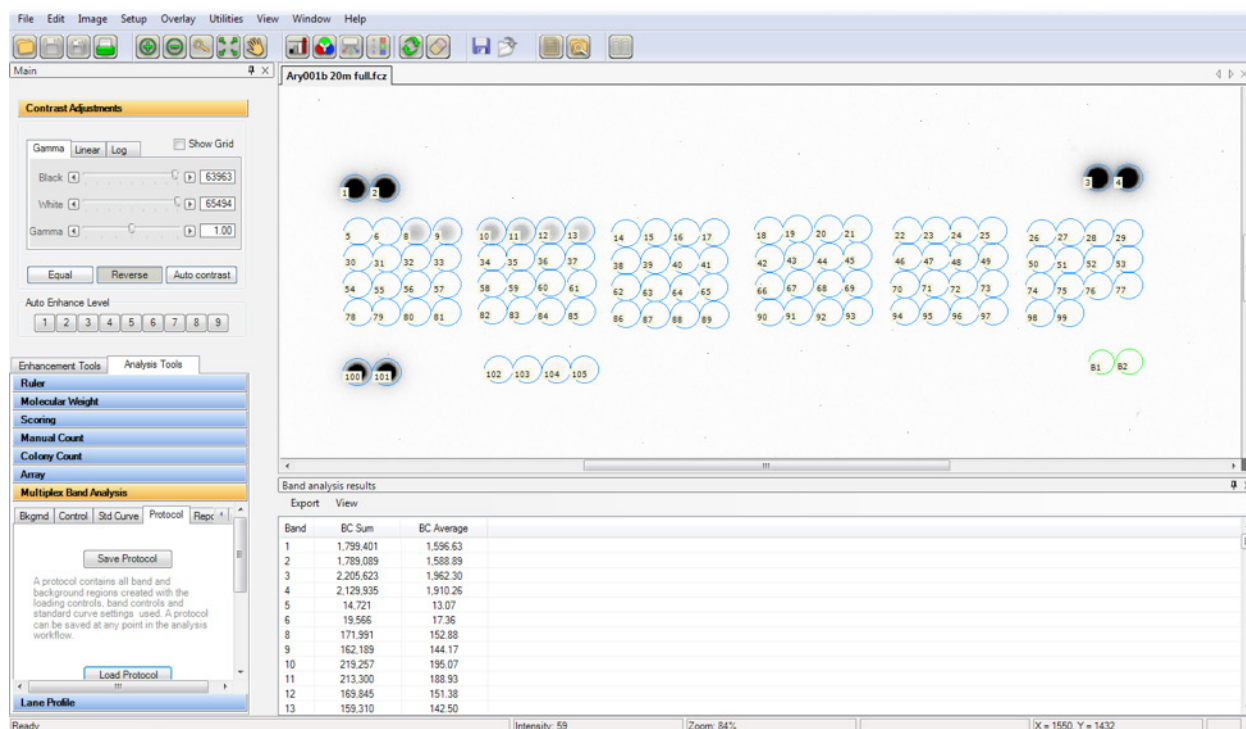 File Edit Image Setup Overlay Utilities View Window Help
Main
Ary001b 20m full.fcz
Contrast Adjustments
Gamma Linear Log Show Grid
Black 63963
White 65494
Gamma 1.00
Equal Reverse Auto contrast
Auto Enhance Level
1 2 3 4 5 6 7 8 9
Enhancement Tools Analysis Tools
Ruler
Molecular Weight
Scoring
Manual Count
Colony Count
Array
Multiplex Band Analysis
Bkgrnd Control Std Curve Protocol Repc
Save Protocol
A protocol contains all band and
background regions created with the
loading controls, band controls and
standard curve settings used. A protocol
can be saved at any point in the analysis
workflow.
Load Protocol
Lane Profile
1 2 3 4
5 6 8 9 10 11 12 13 14 15 16 17 18 19 20 21 22 23 24 25 26 27 28 29
30 31 32 33 34 35 36 37 38 39 40 41 42 43 44 45 46 47 48 49 50 51 52 53
54 55 56 57 58 59 60 61 62 63 64 65 66 67 68 69 70 71 72 73 74 75 76 77
78 79 80 81 82 83 84 85 86 87 88 89 90 91 92 93 94 95 96 97 98 99
100 101 102 103 104 105 B1 B2
Band analysis results
Export View
Band BC Sum BC Average
1 1,799,401 1,596.63
2 1,789,089 1,588.89
3 2,205,623 1,962.30
4 2,129,935 1,910.26
5 14,721 13.07
6 19,566 17.36
8 171,991 152.88
9 162,189 144.17
10 219,257 195.07
11 213,300 188.93
12 169,845 151.38
13 159,310 142.50
Ready Intensity: 59 Zoom: 84% X = 1550, Y = 1432